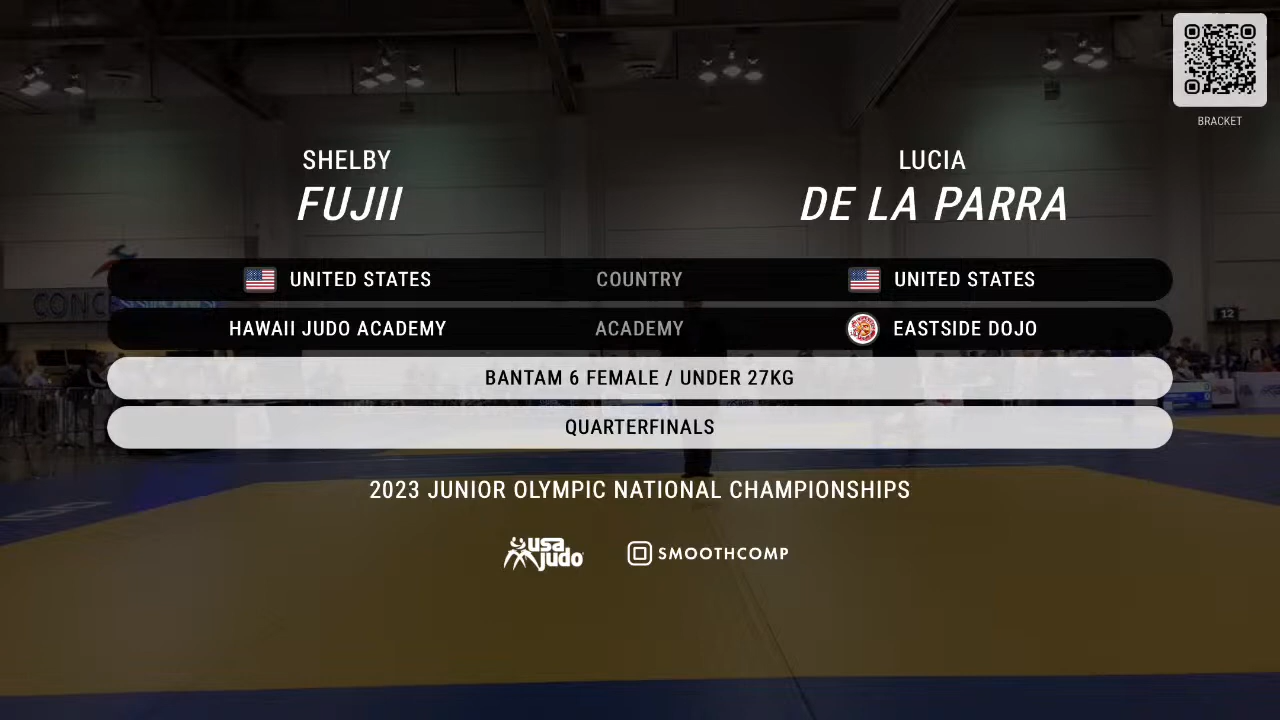 BRACKET
SHELBY
FUJII
LUCIA
DE LA PARRA
UNITED STATES
COUNTRY
UNITED STATES
HAWAII JUDO ACADEMY
ACADEMY
EASTSIDE DOJO
12
BANTAM 6 FEMALE / UNDER 27KG
QUARTERFINALS
2023 JUNIOR OLYMPIC NATIONAL CHAMPIONSHIPS
usa
judo
SMOOTHCOMP